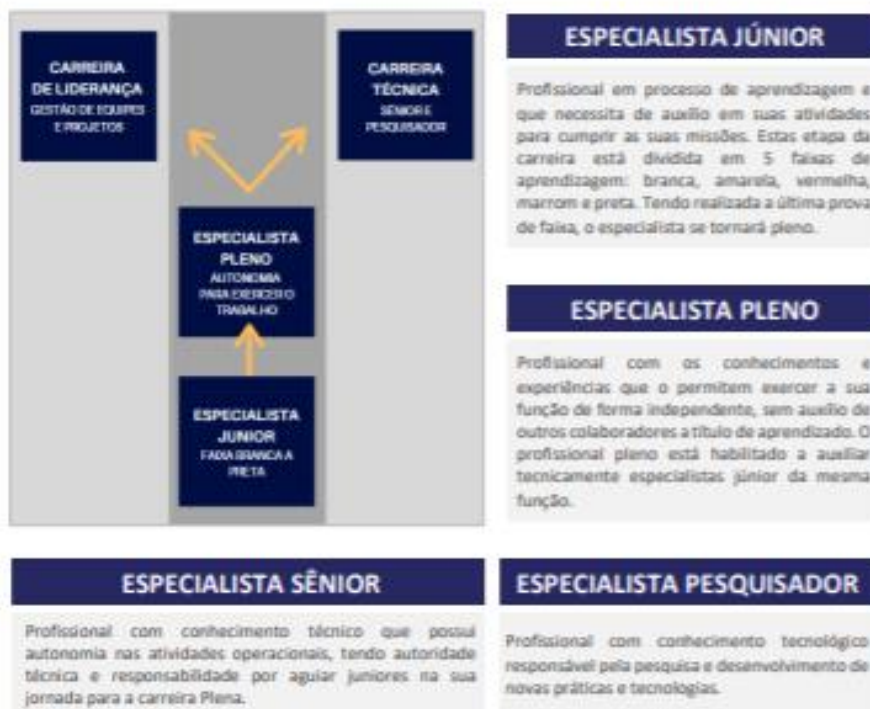 CARREIRA
DE LIDERANÇA
GESTÃO DE EQUIPES
E PROJETOS
CARREIRA
TÉCNICA
SÊNIOR E
PESQUISADOR
ESPECIALISTA
PLENO
AUTONOMIA
PARA EXERCER O
TRABALHO
ESPECIALISTA
JUNIOR
FAIXA BRANCA A
PRETA
ESPECIALISTA JÚNIOR
Profissional em processo de aprendizagem e
que necessita de auxílio em suas atividades
para cumprir as suas missões. Estas etapa da
carreira está dividida em 5 faixas de
aprendizagem: branca, amarela, vermelha,
marrom e preta. Tendo realizada a última prova
de faixa, o especialista se tornará pleno.
ESPECIALISTA PLENO
Profissional com os conhecimentos e
experiências que o permitem exercer a sua
função de forma independente, sem auxílio de
outros colaboradores a título de aprendizado. O
profissional pleno está habilitado a auxiliar
tecnicamente especialistas júnior da mesma
função.
ESPECIALISTA SÊNIOR
Profissional com conhecimento técnico que possui
autonomia nas atividades operacionais, tendo autoridade
técnica e responsabilidade por aguiar juniores na sua
jornada para a carreira Plena.
ESPECIALISTA PESQUISADOR
Profissional com conhecimento tecnológico
responsável pela pesquisa e desenvolvimento de
novas práticas e tecnologias.